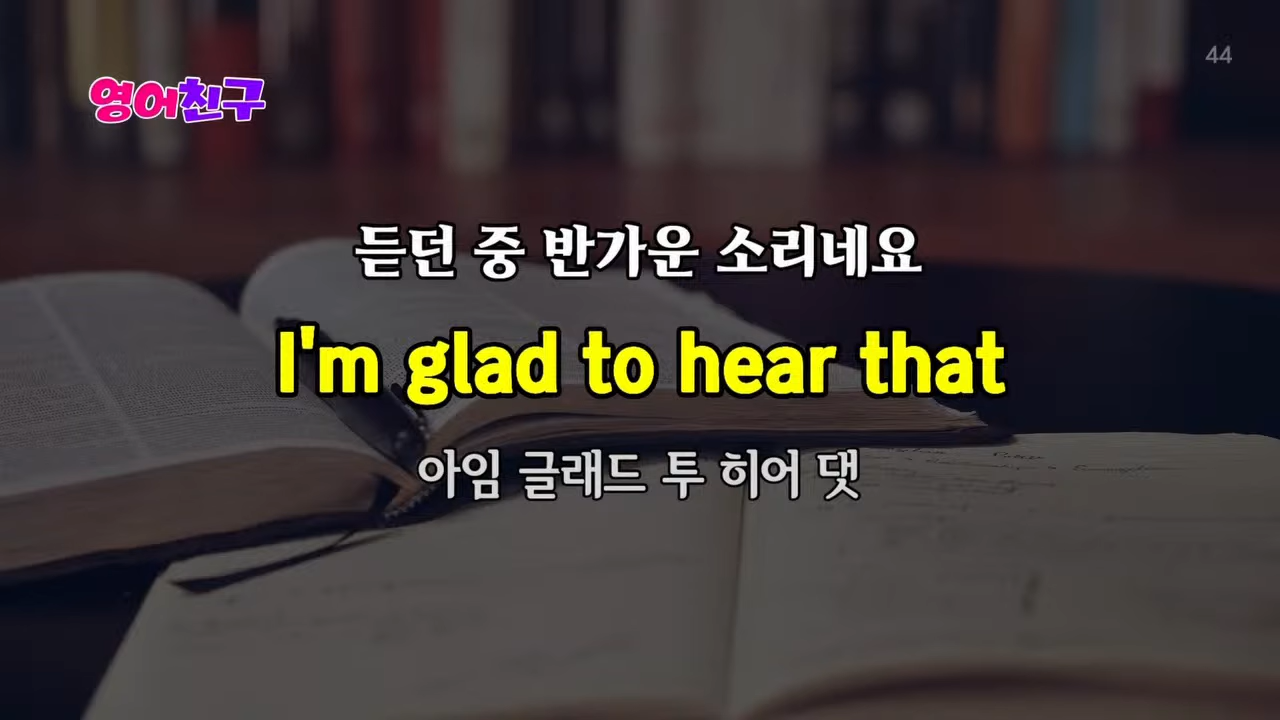 영어친구
44
듣던 중 반가운 소리네요
I'm glad to hear that
아임 글래드 투 히어 댓